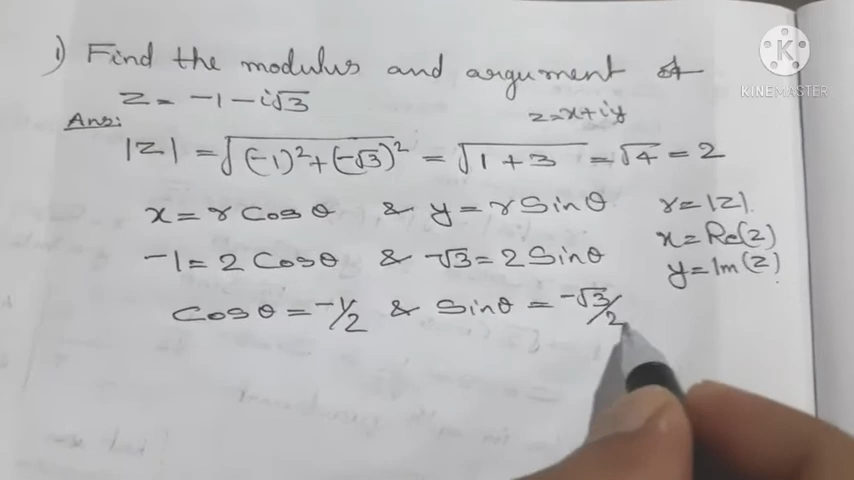 1) Find the modulus and argument of
z = -1 - i√3
z=x+iy
Ans:
|z| = √(-1)² + (-√3)² = √1 + 3 = √4 = 2
x = r Cos θ & y = r Sin θ
r = |z|.
x = Re(z)
y = Im(z)
-1 = 2 Cos θ & -√3 = 2 Sin θ
Cos θ = -1/2 & Sin θ = -√3/2
KINEMASTER